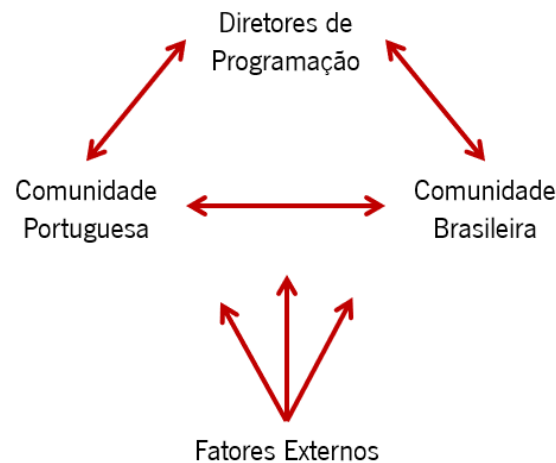 Diretores de
Programação
Comunidade
Portuguesa
Comunidade
Brasileira
Fatores Externos